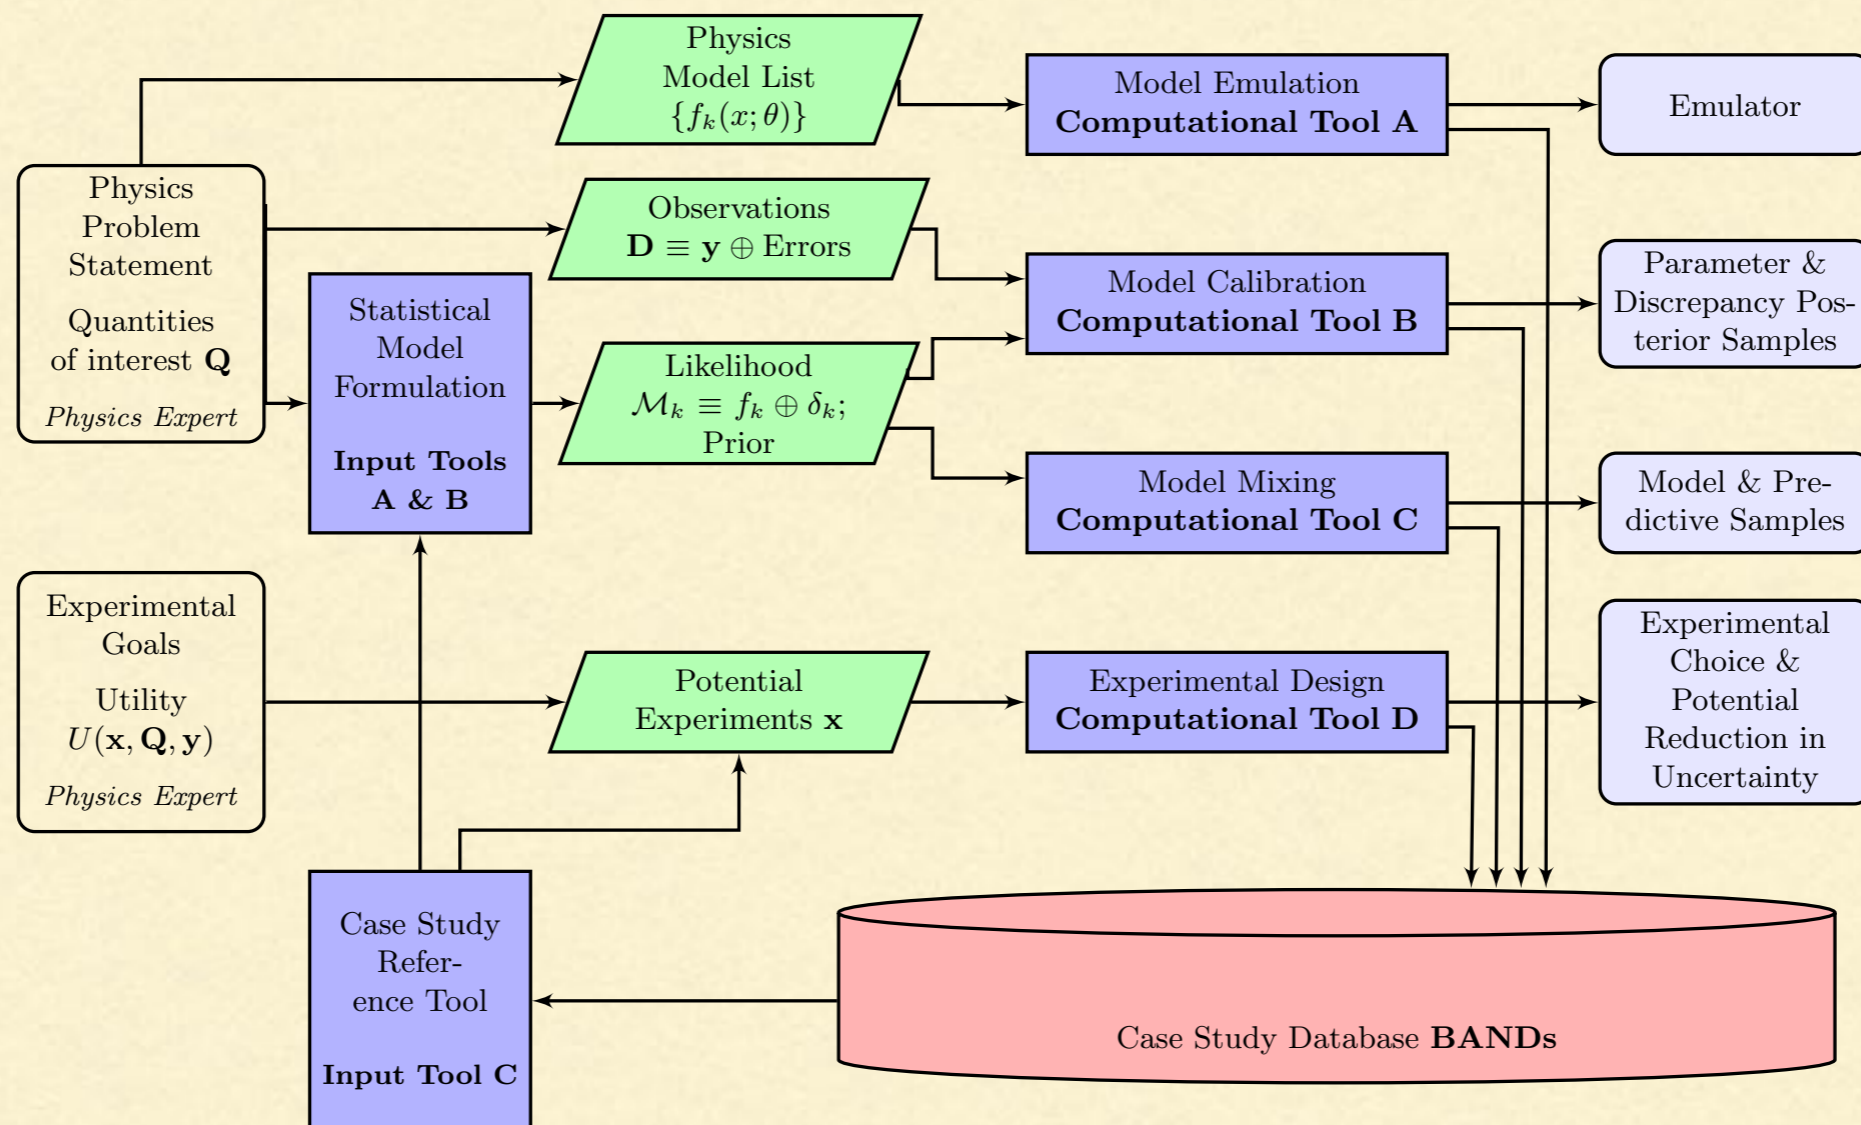 Physics
Model List
{f_k(x; θ)}
Model Emulation
Computational Tool A
Emulator
Physics
Problem
Statement
Quantities
of interest Q
Physics Expert
Observations
D ≡ y ⊕ Errors
Statistical
Model
Formulation
Input Tools
A & B
Likelihood
ℳ_k ≡ f_k ⊕ δ_k;
Prior
Model Calibration
Computational Tool B
Parameter &
Discrepancy Pos-
terior Samples
Model Mixing
Computational Tool C
Model & Pre-
dictive Samples
Experimental
Goals
Utility
U(x, Q, y)
Physics Expert
Potential
Experiments x
Experimental Design
Computational Tool D
Experimental
Choice &
Potential
Reduction in
Uncertainty
Case Study
Refer-
ence Tool
Input Tool C
Case Study Database BANDs